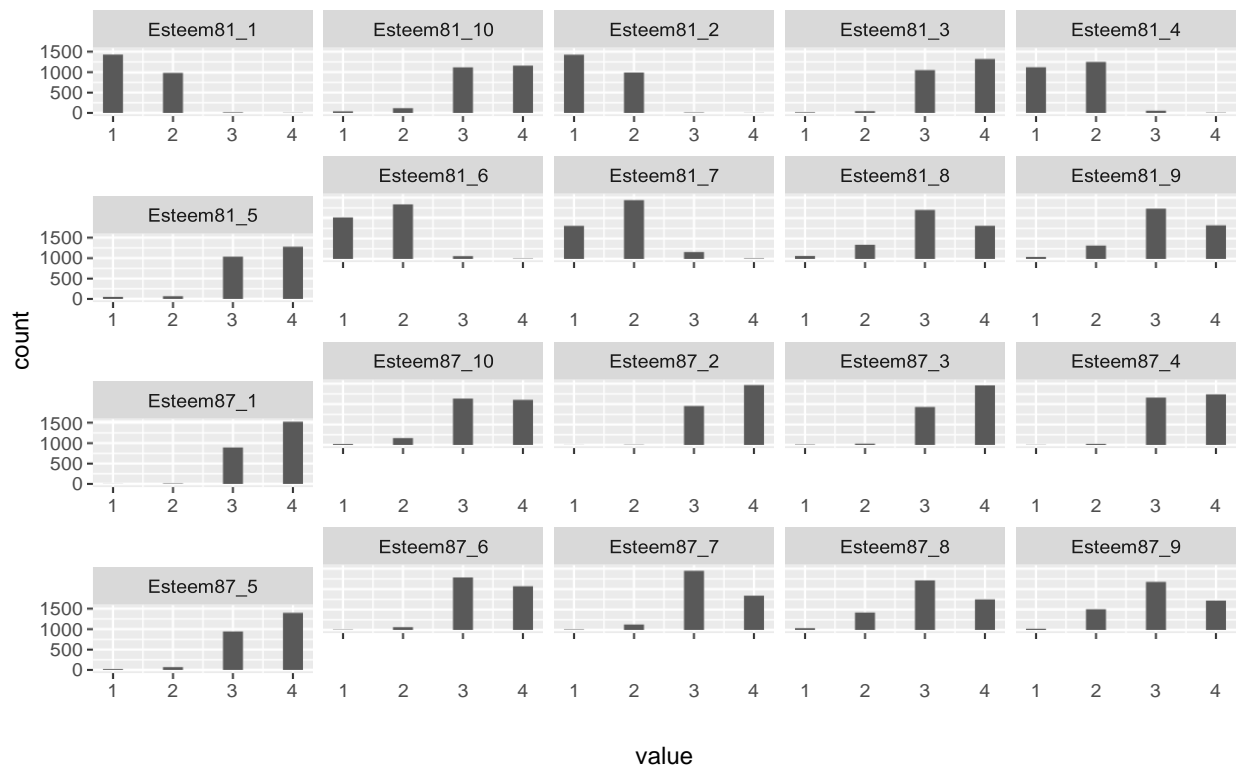 Esteem81_1 Esteem81_10 Esteem81_2 Esteem81_3 Esteem81_4
1500
1000
500
0
1 2 3 4 1 2 3 4 1 2 3 4 1 2 3 4 1 2 3 4
Esteem81_6 Esteem81_7 Esteem81_8 Esteem81_9
Esteem81_5
1500
1000
500
0
1 2 3 4 1 2 3 4 1 2 3 4 1 2 3 4 1 2 3 4
count
Esteem87_10 Esteem87_2 Esteem87_3 Esteem87_4
Esteem87_1
1500
1000
500
0
1 2 3 4 1 2 3 4 1 2 3 4 1 2 3 4 1 2 3 4
Esteem87_6 Esteem87_7 Esteem87_8 Esteem87_9
Esteem87_5
1500
1000
500
0
1 2 3 4 1 2 3 4 1 2 3 4 1 2 3 4 1 2 3 4
value